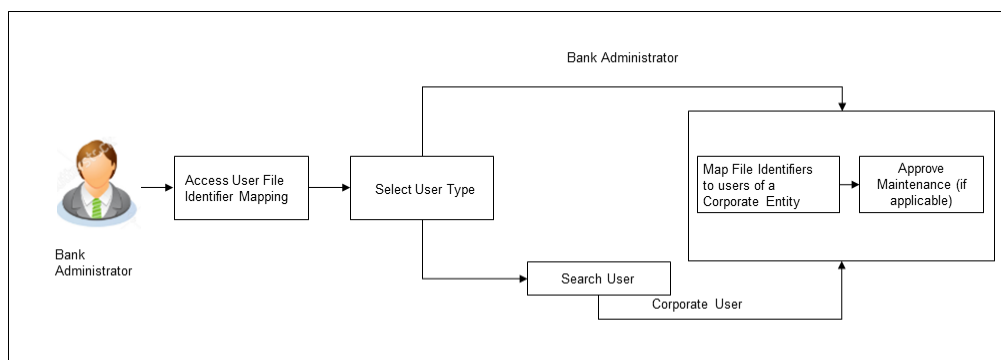 Bank Administrator
Access User File
Identifier Mapping
Select User Type
Map File Identifiers
to users of a
Corporate Entity
Approve
Maintenance (if
applicable)
Bank
Administrator
Search User
Corporate User